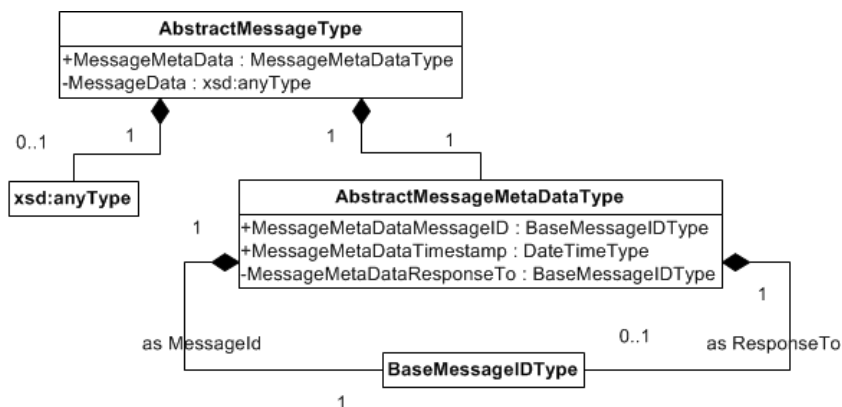 AbstractMessageType
+MessageMetaData : MessageMetaDataType
-MessageData : xsd:anyType
0..1
1
1
1
xsd:anyType
AbstractMessageMetaDataType
+MessageMetaDataMessageID : BaseMessageIDType
+MessageMetaDataTimestamp : DateTimeType
-MessageMetaDataResponseTo : BaseMessageIDType
1
1
as MessageId
0..1
as ResponseTo
BaseMessageIDType
1